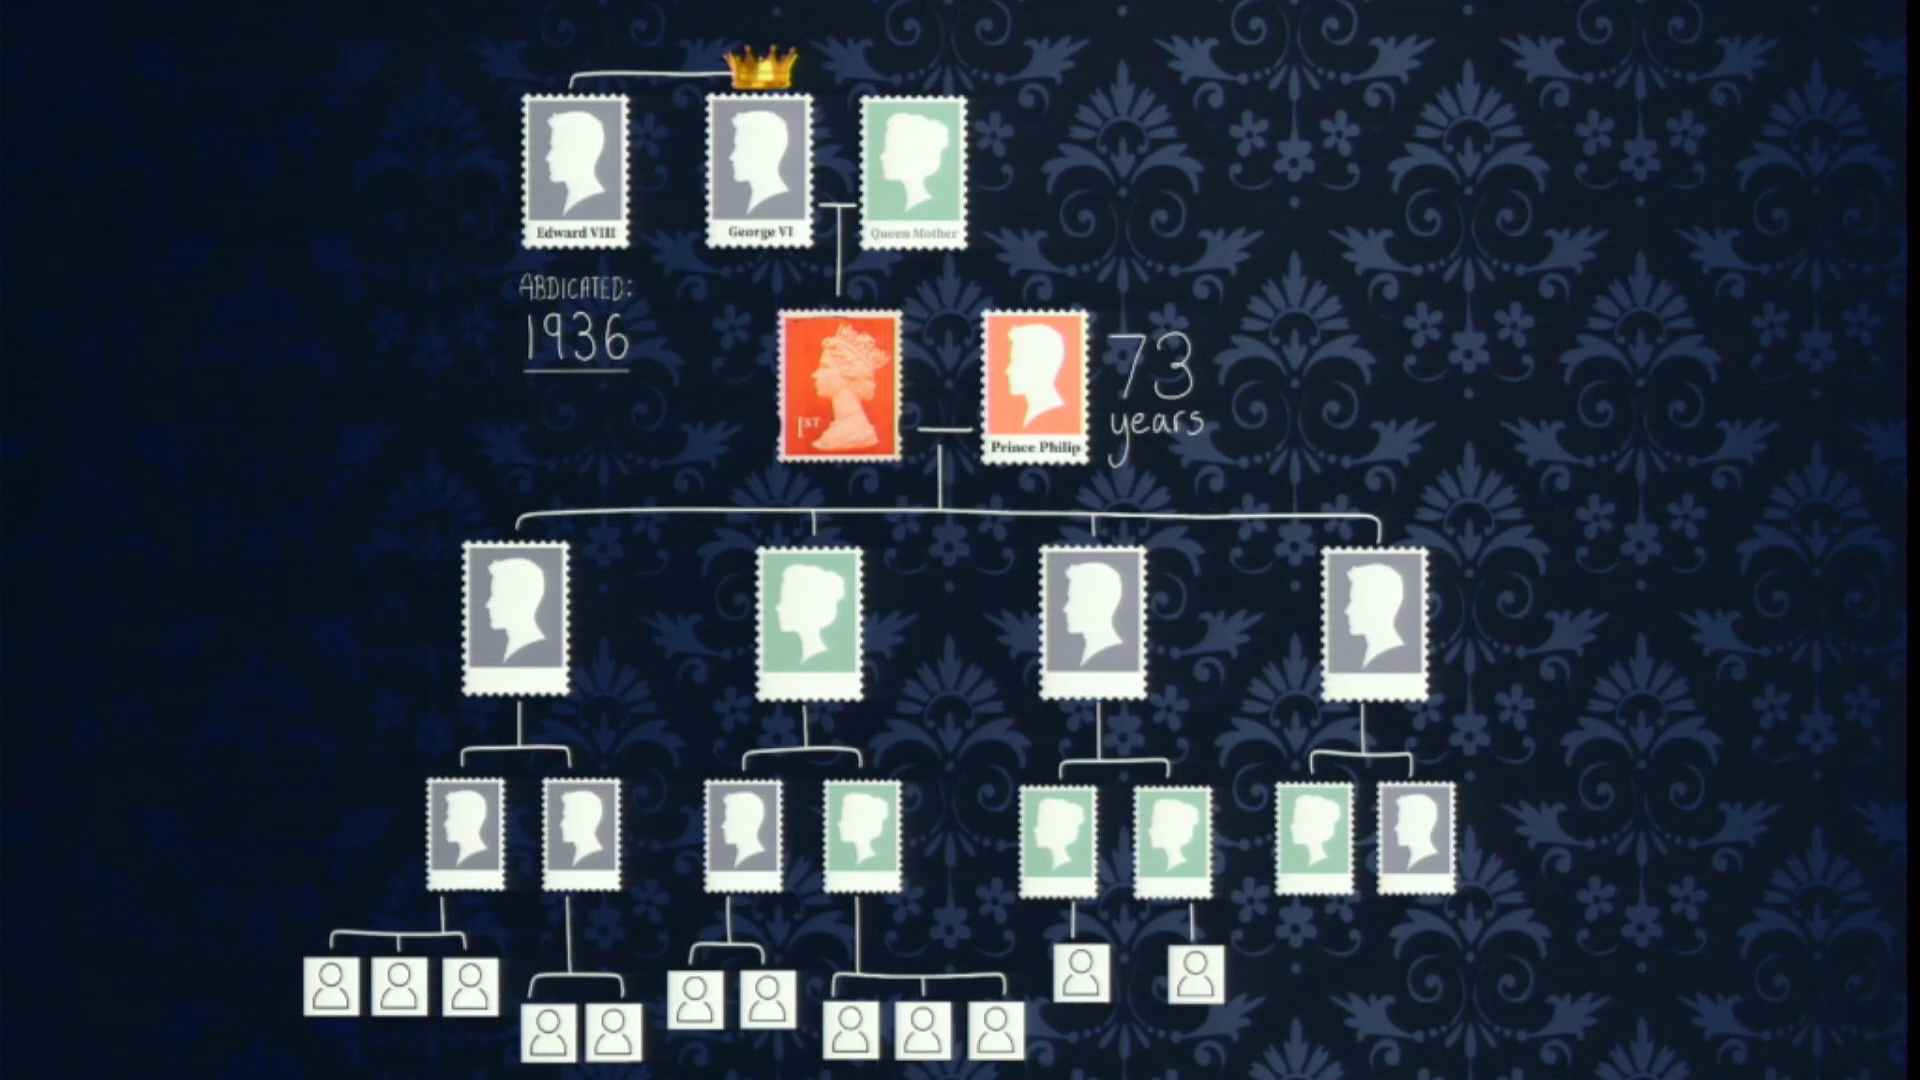 Edward VIII
George VI
Queen Mother
ABDICATED:
1936
1ST
Prince Philip
73
years